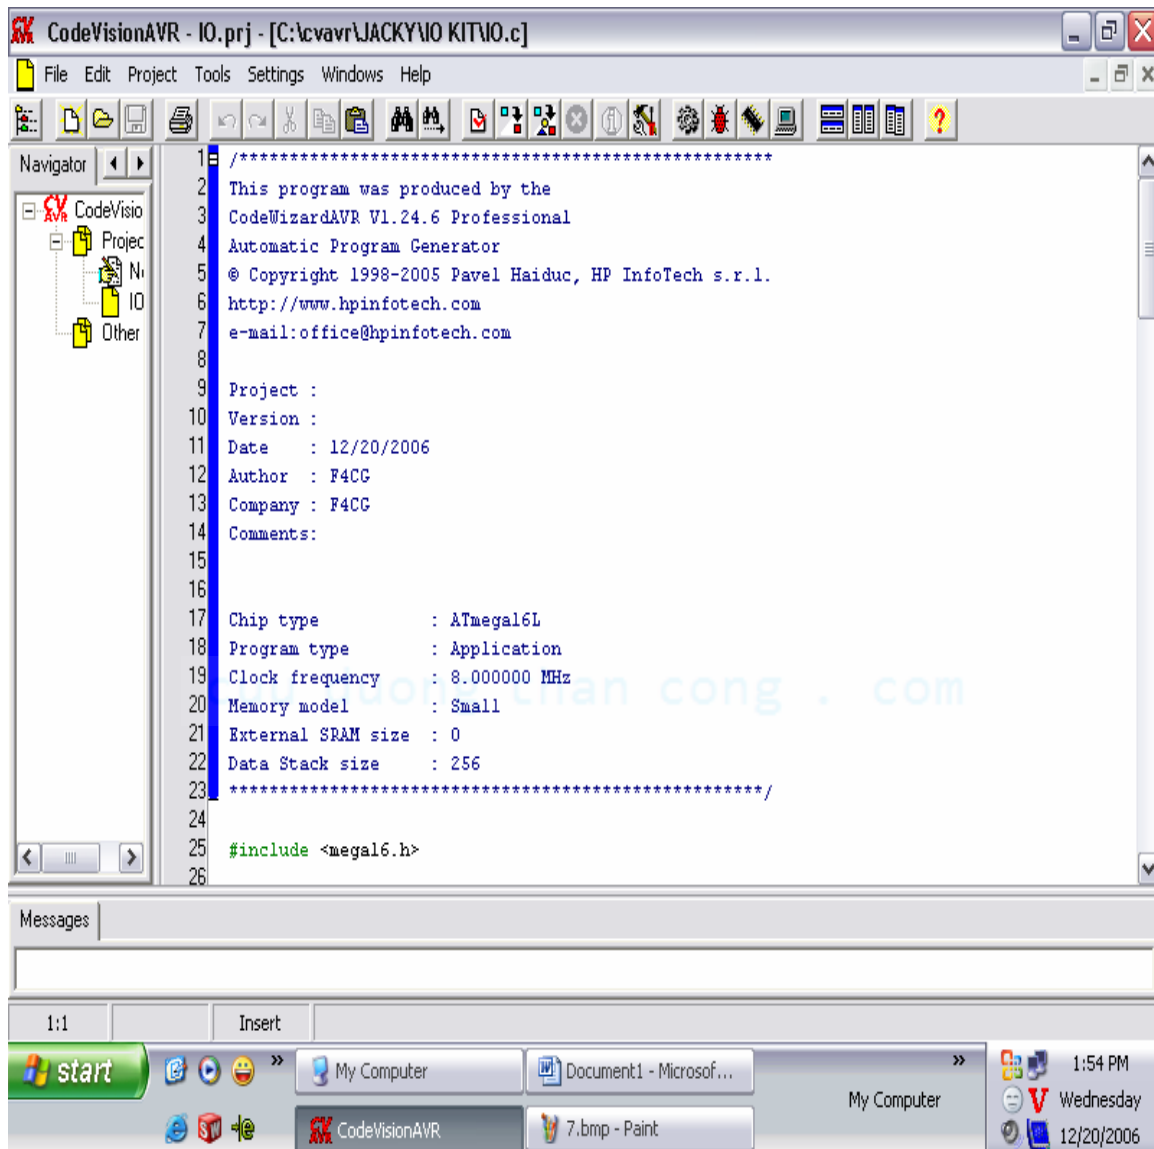 CodeVisionAVR - IO.prj - [C:\cvavr\JACKY\IO KIT\IO.c]
File Edit Project Tools Settings Windows Help
Navigator
CodeVisio
Projec
IO
Other
1 /*****************************************************
2 This program was produced by the
3 CodeWizardAVR V1.24.6 Professional
4 Automatic Program Generator
5 © Copyright 1998-2005 Pavel Haiduc, HP InfoTech s.r.l.
6 http://www.hpinfotech.com
7 e-mail:office@hpinfotech.com
8
9 Project :
10 Version :
11 Date    : 12/20/2006
12 Author  : F4CG
13 Company : F4CG
14 Comments:
15
16
17 Chip type           : ATmega16L
18 Program type        : Application
19 Clock frequency     : 8.000000 MHz
20 Memory model        : Small
21 External SRAM size  : 0
22 Data Stack size     : 256
23 *****************************************************/
24
25 #include <mega16.h>
26
cuu duong than cong . com
Messages
1:1 Insert
start
My Computer
Document1 - Microsof...
CodeVisionAVR
7.bmp - Paint
My Computer
1:54 PM
Wednesday
12/20/2006